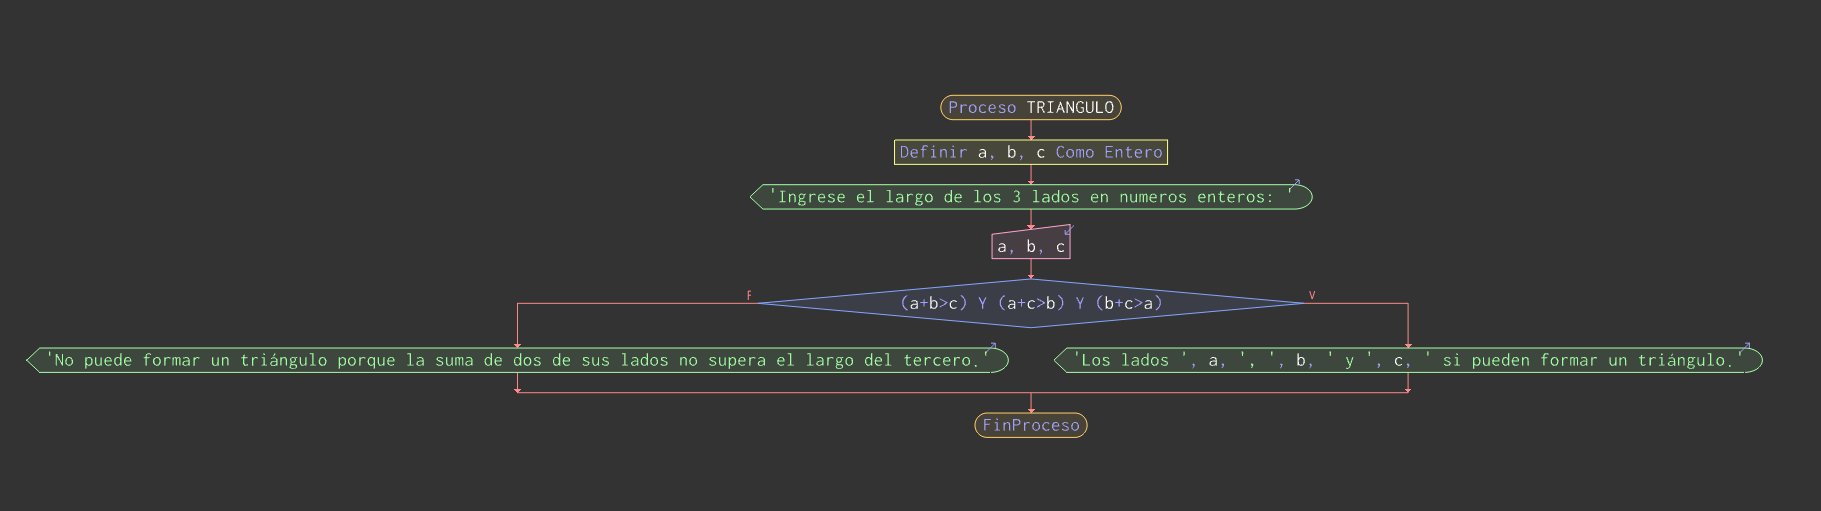 Proceso TRIANGULO
Definir a, b, c Como Entero
'Ingrese el largo de los 3 lados en numeros enteros: '
a, b, c
F
(a+b>c) Y (a+c>b) Y (b+c>a)
V
'No puede formar un triángulo porque la suma de dos de sus lados no supera el largo del tercero.'
'Los lados ', a, ', ', b, ' y ', c, ' si pueden formar un triángulo.'
FinProceso